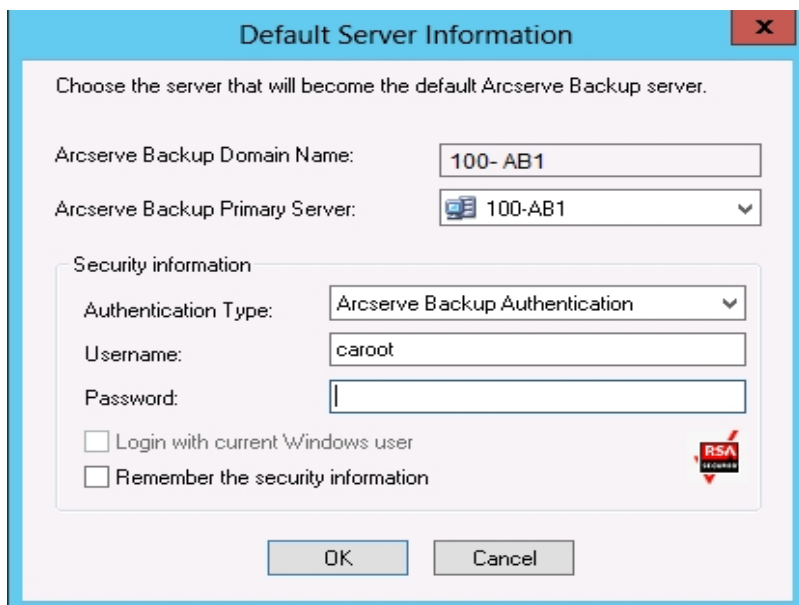 Default Server Information
x
Choose the server that will become the default Arcserve Backup server.
Arcserve Backup Domain Name: 100- AB1
Arcserve Backup Primary Server: 100-AB1
Security information
Authentication Type: Arcserve Backup Authentication
Username: caroot
Password:
Login with current Windows user
Remember the security information
RSA
SECURED
OK Cancel